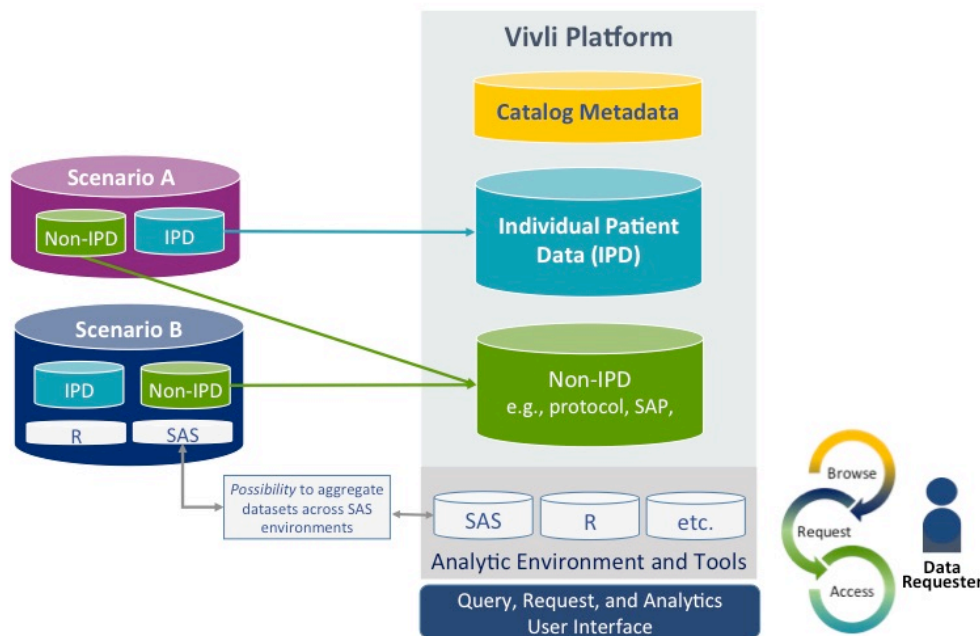 Vivli Platform
Catalog Metadata
Scenario A
Non-IPD
IPD
Individual Patient
Data (IPD)
Scenario B
IPD
Non-IPD
R
SAS
Non-IPD
e.g., protocol, SAP,
Possibility to aggregate
datasets across SAS
environments
SAS
R
etc.
Analytic Environment and Tools
Query, Request, and Analytics
User Interface
Browse
Request
Access
Data
Requester